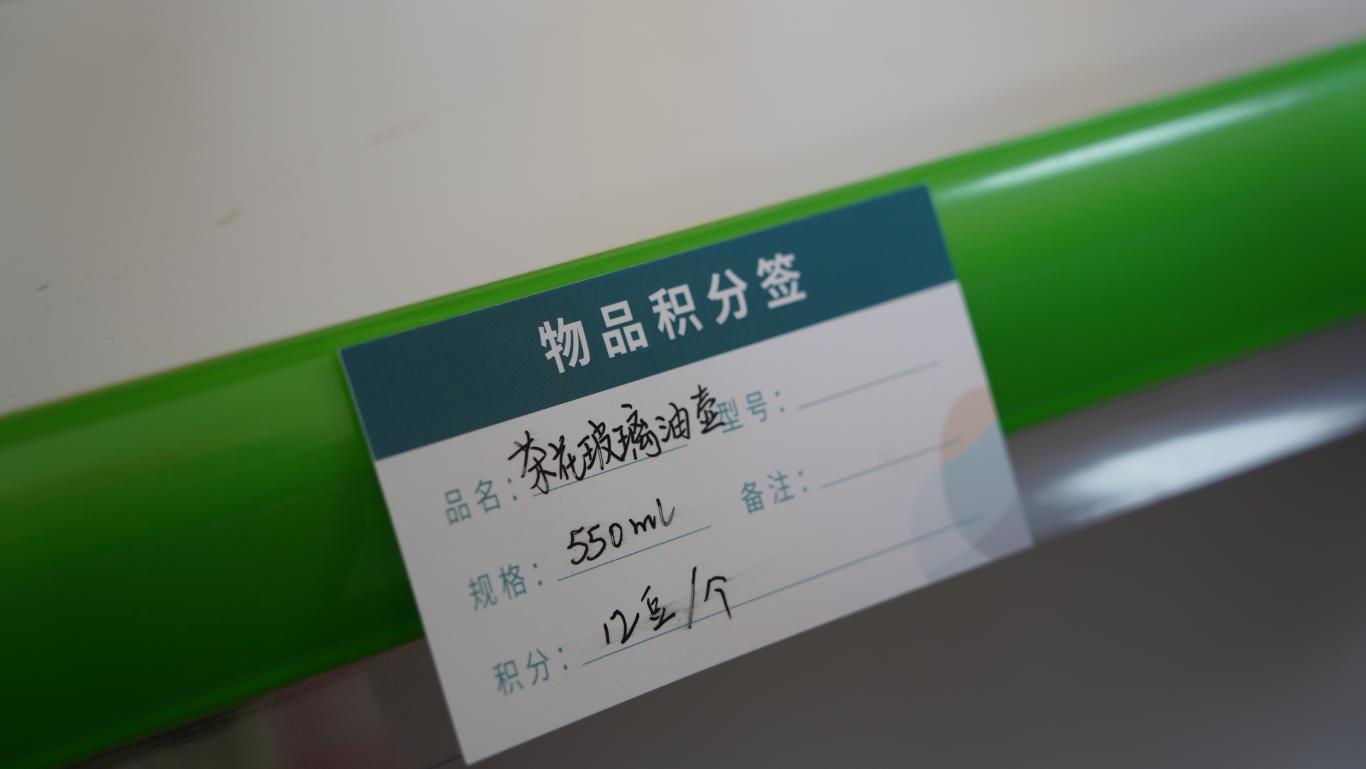 物品积分签
品名：茶花玻璃油壶 型号：
规格：550ml 备注：
积分：12豆/个